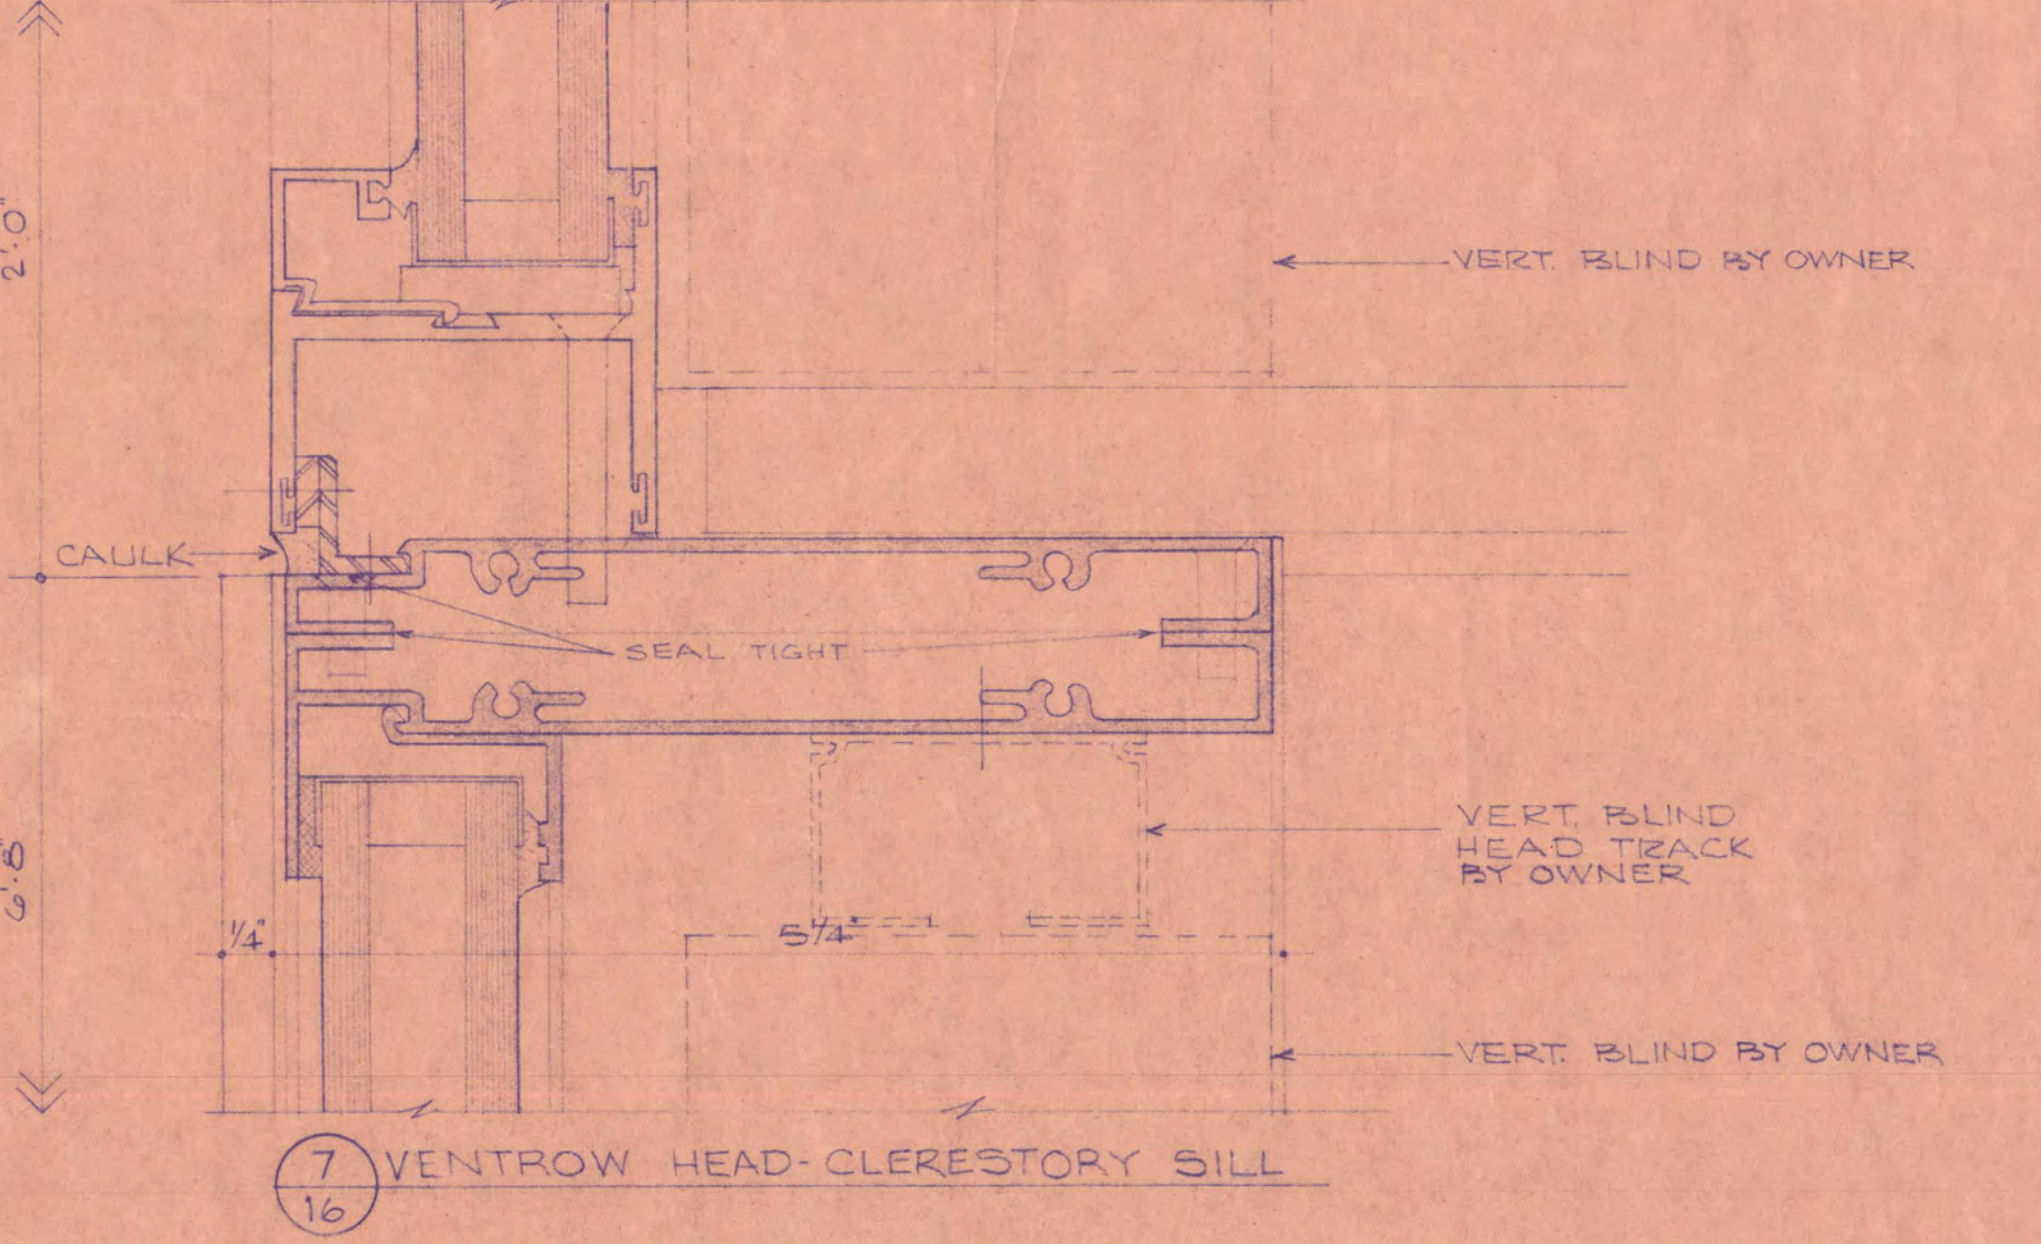 2'-0"
VERT. BLIND BY OWNER
CAULK
SEAL TIGHT
VERT. BLIND
HEAD TRACK
BY OWNER
6'-8"
1/4"
5 1/4"
VERT. BLIND BY OWNER
7
16
VENTROW HEAD-CLERESTORY SILL